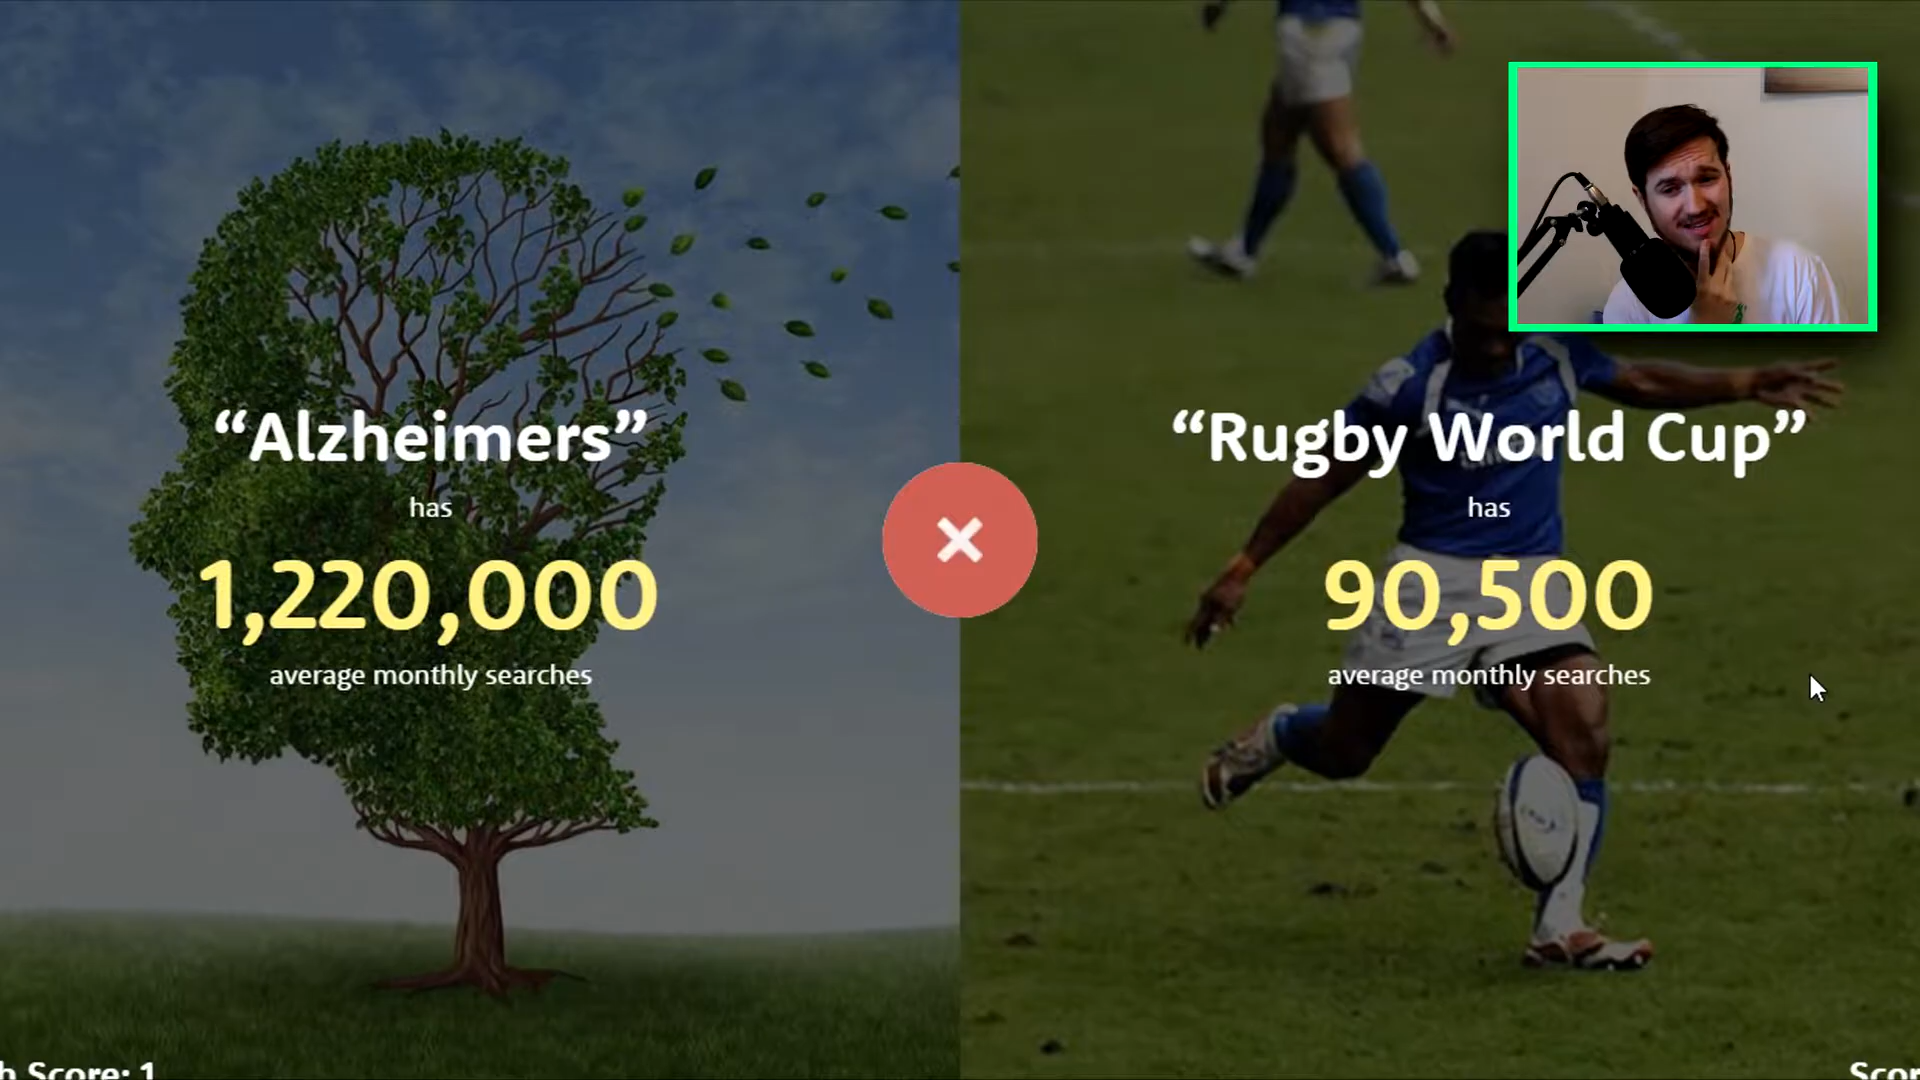 “Alzheimers”
has
1,220,000
average monthly searches
“Rugby World Cup”
has
90,500
average monthly searches
Score: 1